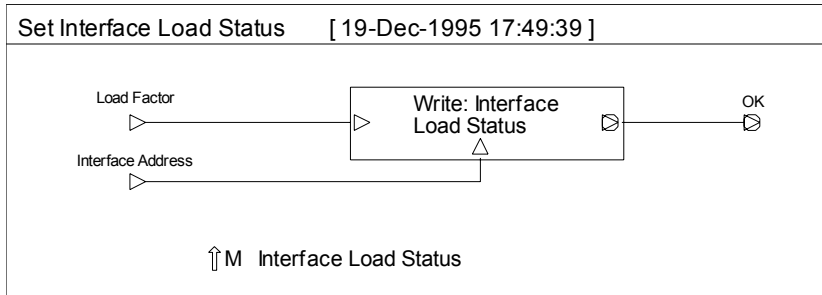 Set Interface Load Status [ 19-Dec-1995 17:49:39 ]
Load Factor
Write: Interface
Load Status
OK
Interface Address
⇧ M Interface Load Status